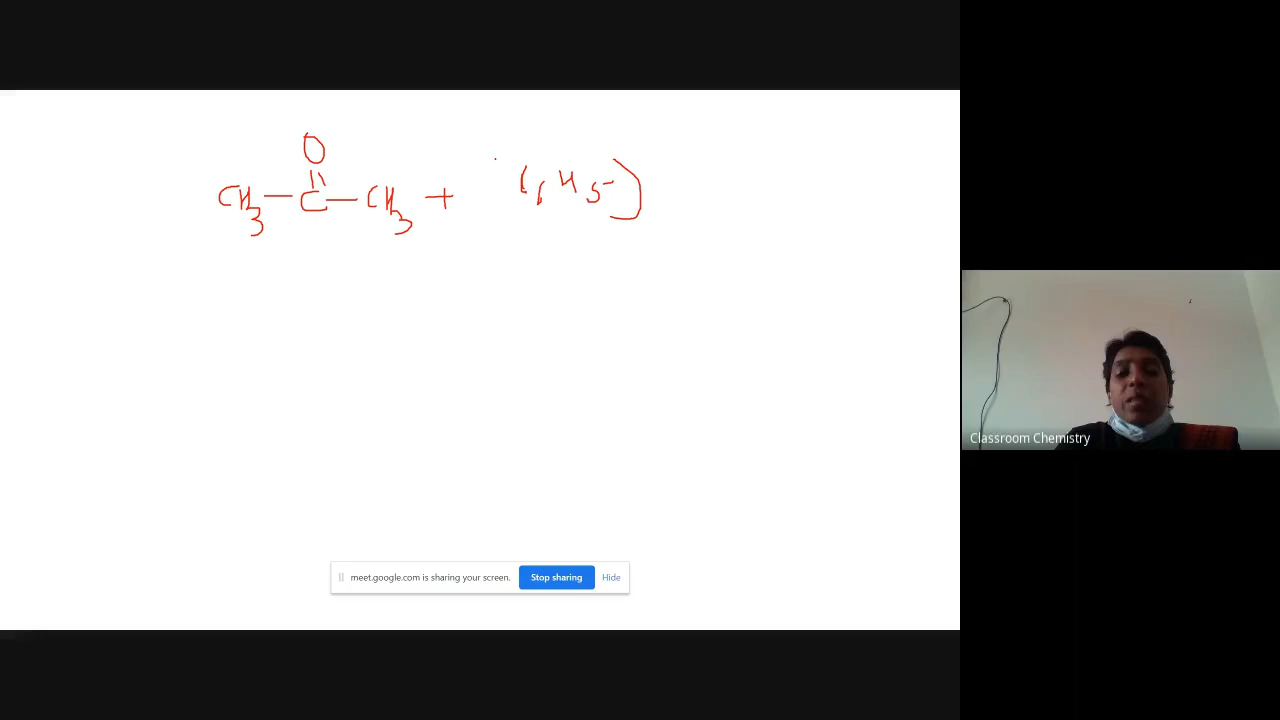 O
||
CH3 — C — CH3 + C6H5-)
meet.google.com is sharing your screen. Stop sharing Hide
Classroom Chemistry